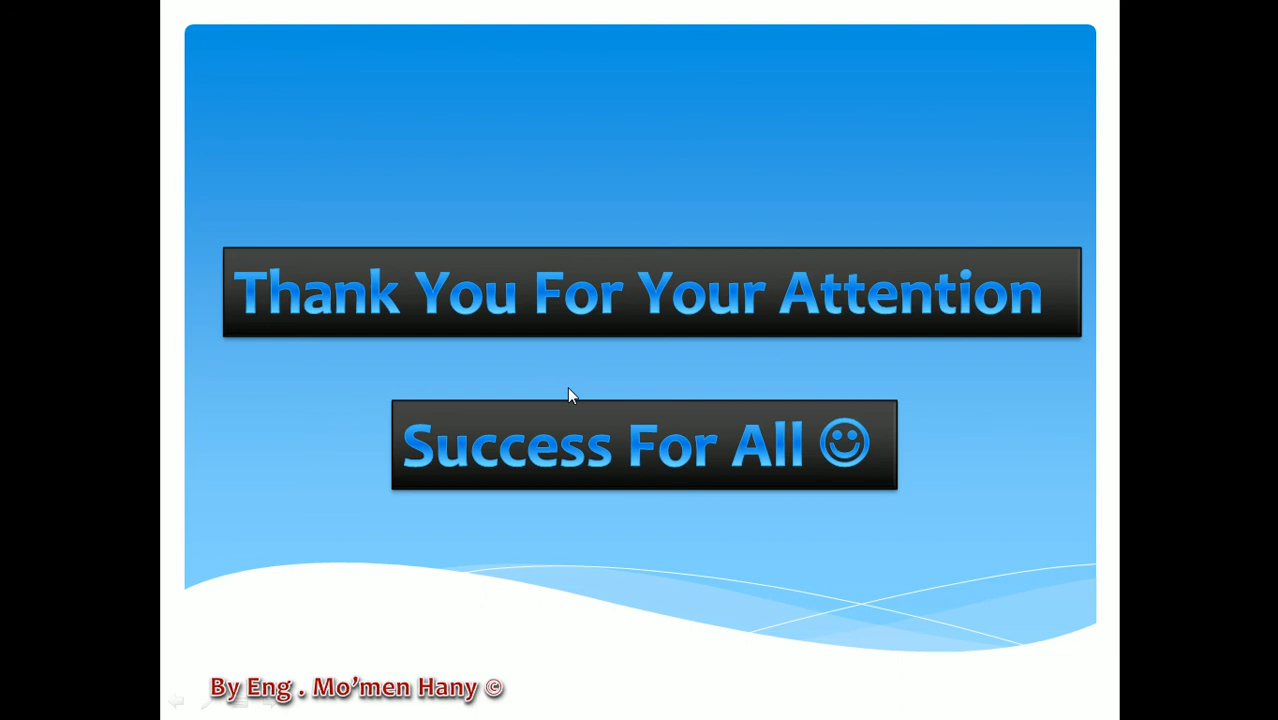 Thank You For Your Attention
Success For All ☺
By Eng . Mo’men Hany ©